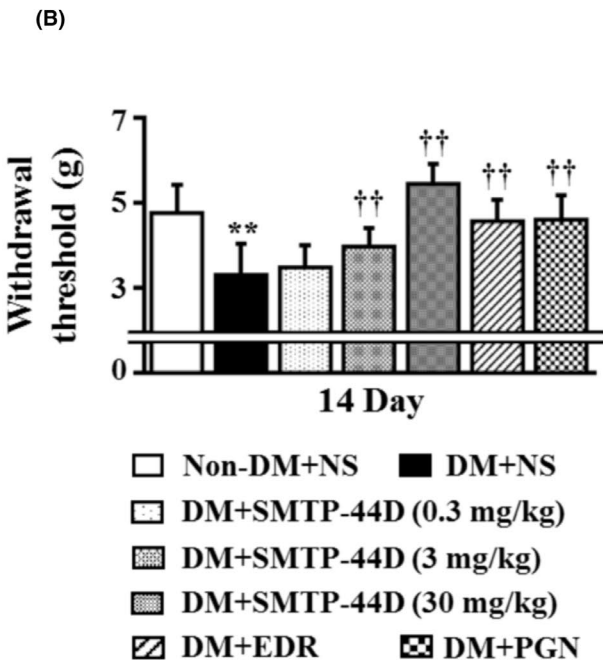 (B)
Withdrawal
threshold (g)
7
5
3
0
**
††
††
††
††
14 Day
Non-DM+NS DM+NS
DM+SMTP-44D (0.3 mg/kg)
DM+SMTP-44D (3 mg/kg)
DM+SMTP-44D (30 mg/kg)
DM+EDR DM+PGN